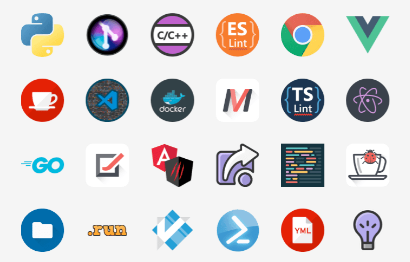 C/C++
ES
Lint
docker
M
TS
Lint
GO
.run
YML